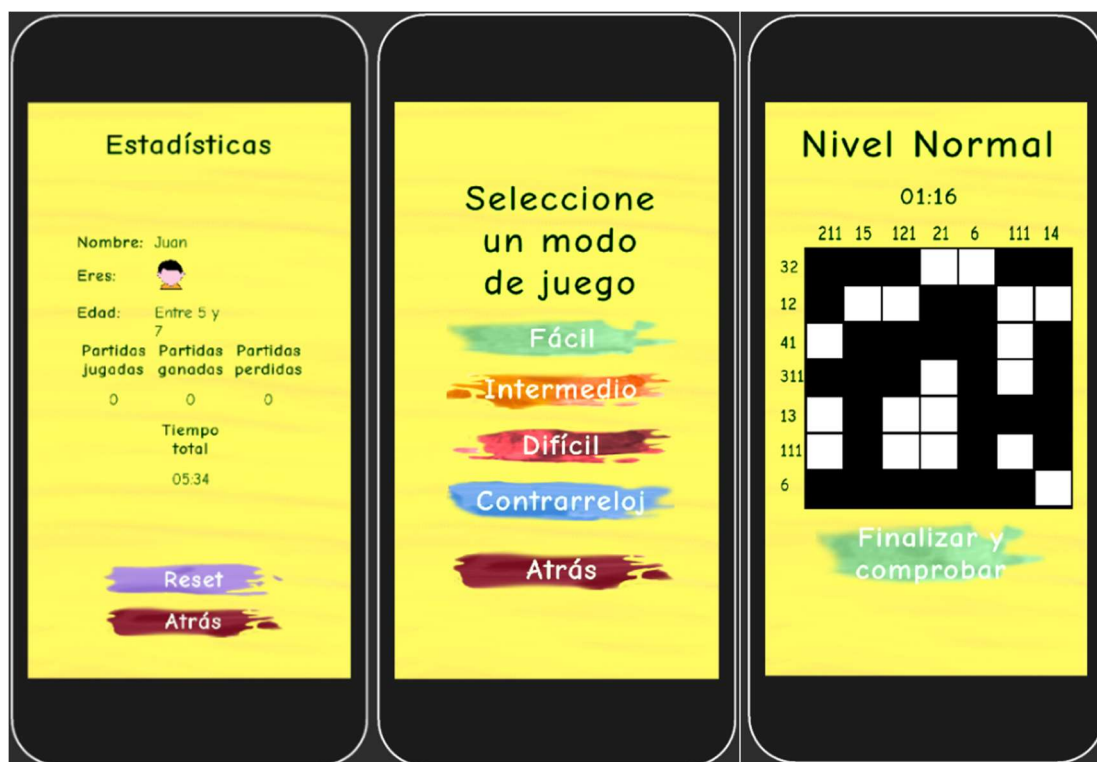 Estadísticas
Nombre: Juan
Eres:
Edad: Entre 5 y
7
Partidas Partidas Partidas
jugadas ganadas perdidas
0 0 0
Tiempo
total
05:34
Reset
Atrás
Seleccione
un modo
de juego
Fácil
Intermedio
Difícil
Contrarreloj
Atrás
Nivel Normal
01:16
211 15 121 21 6 111 14
32
12
41
311
13
111
6
Finalizar y
comprobar